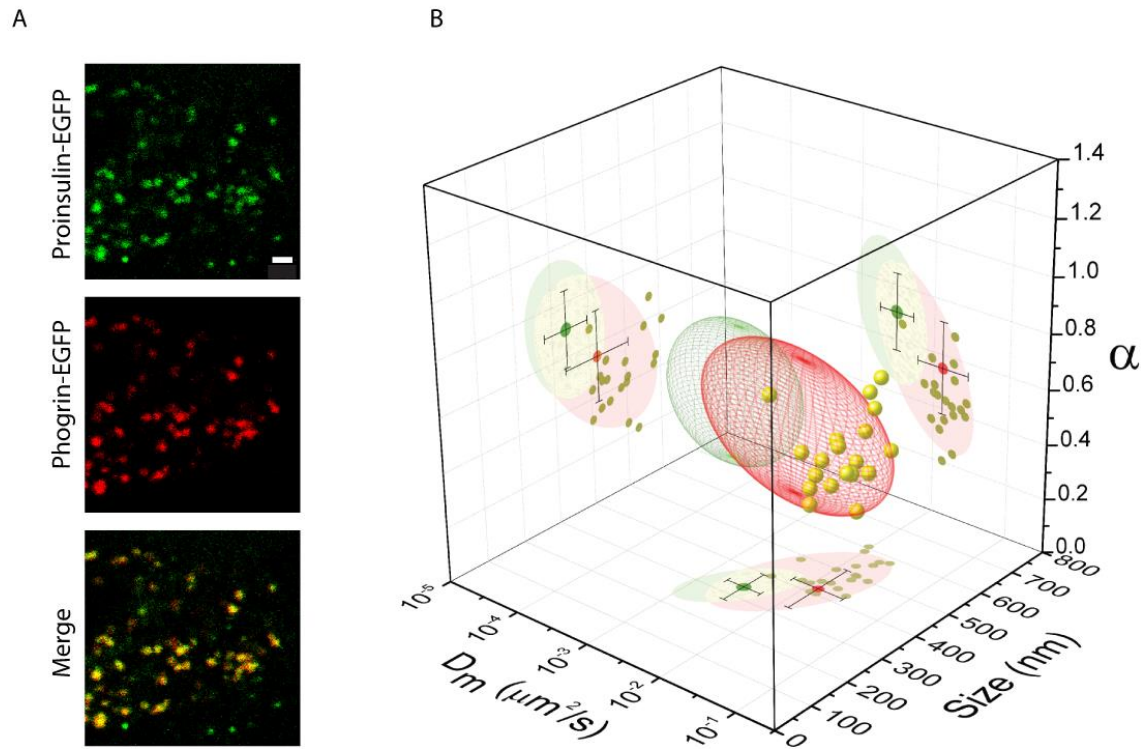 A
B
Proinsulin-EGFP
Phogrin-EGFP
Merge
1.4
1.2
1.0
0.8
0.6
0.4
0.2
0.0
α
800
700
600
500
400
300
200
100
0
Size (nm)
10⁻⁵
10⁻⁴
10⁻³
10⁻²
10⁻¹
Dₘ (μm²/s)